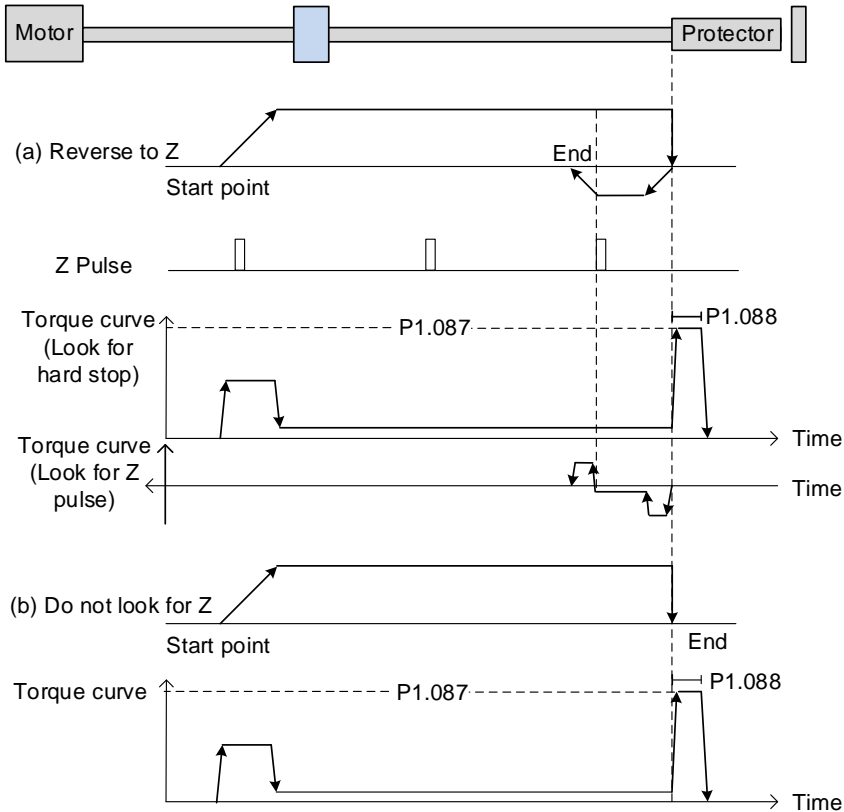 Motor
Protector
(a) Reverse to Z
End
Start point
Z Pulse
Torque curve
(Look for
hard stop)
P1.087
P1.088
Time
Torque curve
(Look for Z
pulse)
Time
(b) Do not look for Z
Start point
End
Torque curve
P1.087
P1.088
Time